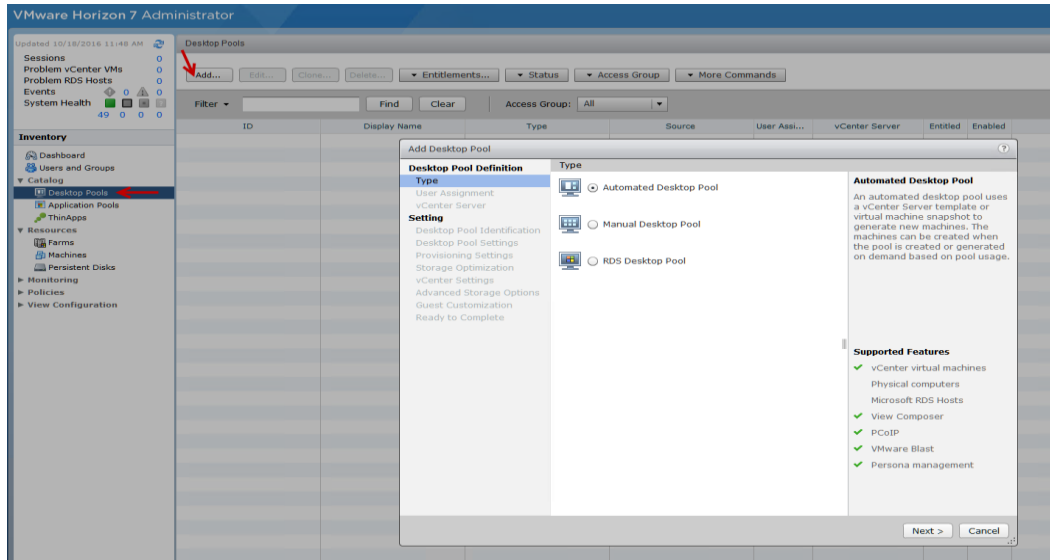 VMware Horizon 7 Administrator
Updated 10/18/2016 11:48 AM
Sessions 0
Problem vCenter VMs 0
Problem RDS Hosts 0
Events 0 0
System Health
49 0 0 0
Inventory
Dashboard
Users and Groups
Catalog
Desktop Pools
Application Pools
ThinApps
Resources
Farms
Machines
Persistent Disks
Monitoring
Policies
View Configuration
Desktop Pools
Add... Edit... Clone... Delete... Entitlements... Status Access Group More Commands
Filter Find Clear Access Group: All
ID Display Name Type Source User Assi... vCenter Server Entitled Enabled
Add Desktop Pool ?
Desktop Pool Definition
Type
User Assignment
vCenter Server
Setting
Desktop Pool Identification
Desktop Pool Settings
Provisioning Settings
Storage Optimization
vCenter Settings
Advanced Storage Options
Guest Customization
Ready to Complete
Type
Automated Desktop Pool
Manual Desktop Pool
RDS Desktop Pool
Automated Desktop Pool
An automated desktop pool uses
a vCenter Server template or
virtual machine snapshot to
generate new machines. The
machines can be created when
the pool is created or generated
on demand based on pool usage.
Supported Features
vCenter virtual machines
Physical computers
Microsoft RDS Hosts
View Composer
PCoIP
VMware Blast
Persona management
Next > Cancel